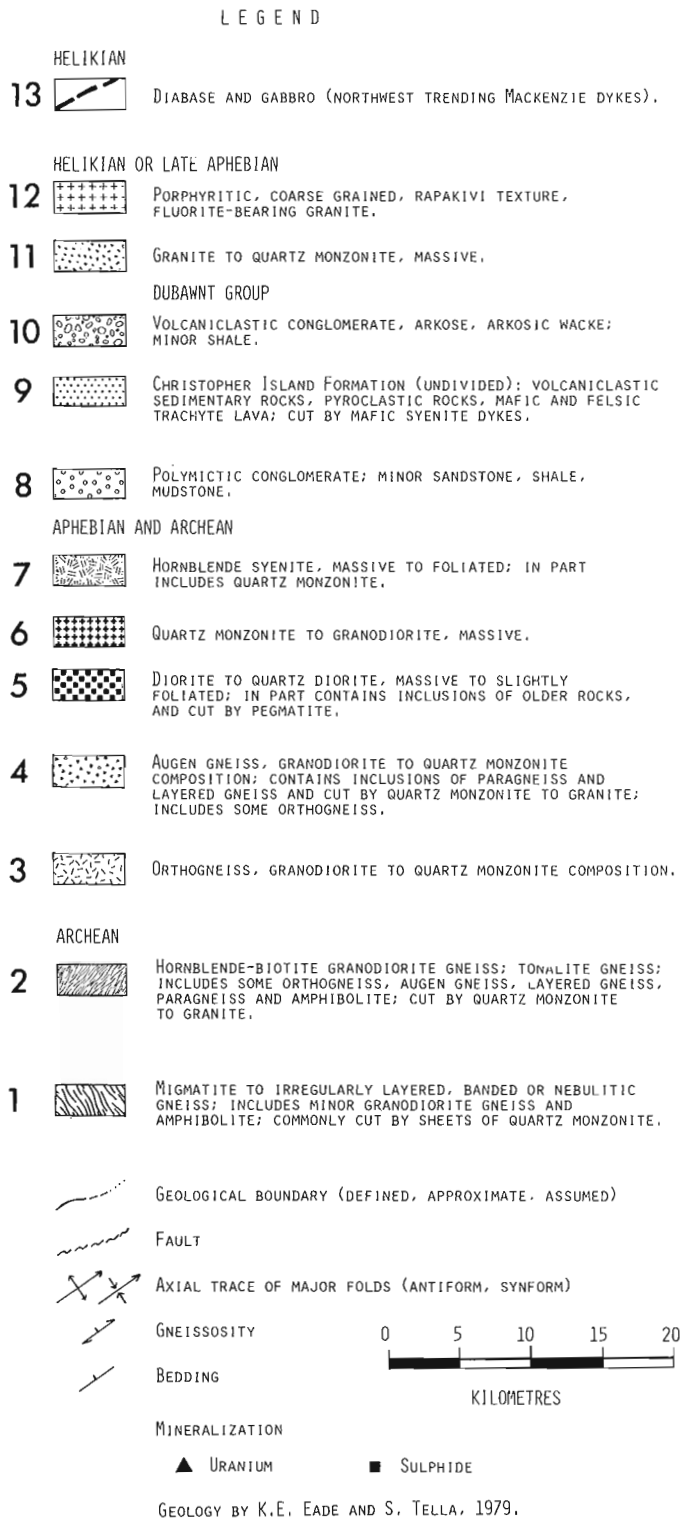 LEGEND
HELIKIAN
13 DIABASE AND GABBRO (NORTHWEST TRENDING MACKENZIE DYKES).
HELIKIAN OR LATE APHEBIAN
12 PORPHYRITIC, COARSE GRAINED, RAPAKIVI TEXTURE,
FLUORITE-BEARING GRANITE.
11 GRANITE TO QUARTZ MONZONITE, MASSIVE.
DUBAWNT GROUP
10 VOLCANICLASTIC CONGLOMERATE, ARKOSE, ARKOSIC WACKE;
MINOR SHALE.
9 CHRISTOPHER ISLAND FORMATION (UNDIVIDED): VOLCANICLASTIC
SEDIMENTARY ROCKS, PYROCLASTIC ROCKS, MAFIC AND FELSIC
TRACHYTE LAVA; CUT BY MAFIC SYENITE DYKES.
8 POLYMICTIC CONGLOMERATE; MINOR SANDSTONE, SHALE,
MUDSTONE.
APHEBIAN AND ARCHEAN
7 HORNBLENDE SYENITE, MASSIVE TO FOLIATED; IN PART
INCLUDES QUARTZ MONZONITE.
6 QUARTZ MONZONITE TO GRANODIORITE, MASSIVE.
5 DIORITE TO QUARTZ DIORITE, MASSIVE TO SLIGHTLY
FOLIATED; IN PART CONTAINS INCLUSIONS OF OLDER ROCKS,
AND CUT BY PEGMATITE.
4 AUGEN GNEISS, GRANODIORITE TO QUARTZ MONZONITE
COMPOSITION; CONTAINS INCLUSIONS OF PARAGNEISS AND
LAYERED GNEISS AND CUT BY QUARTZ MONZONITE TO GRANITE;
INCLUDES SOME ORTHOGNEISS.
3 ORTHOGNEISS, GRANODIORITE TO QUARTZ MONZONITE COMPOSITION.
ARCHEAN
2 HORNBLENDE-BIOTITE GRANODIORITE GNEISS; TONALITE GNEISS;
INCLUDES SOME ORTHOGNEISS, AUGEN GNEISS, LAYERED GNEISS,
PARAGNEISS AND AMPHIBOLITE; CUT BY QUARTZ MONZONITE
TO GRANITE.
1 MIGMATITE TO IRREGULARLY LAYERED, BANDED OR NEBULITIC
GNEISS; INCLUDES MINOR GRANODIORITE GNEISS AND
AMPHIBOLITE; COMMONLY CUT BY SHEETS OF QUARTZ MONZONITE.
GEOLOGICAL BOUNDARY (DEFINED, APPROXIMATE, ASSUMED)
FAULT
AXIAL TRACE OF MAJOR FOLDS (ANTIFORM, SYNFORM)
GNEISSOSITY
0 5 10 15 20
BEDDING
KILOMETRES
MINERALIZATION
URANIUM SULPHIDE
GEOLOGY BY K.E. EADE AND S. TELLA, 1979.